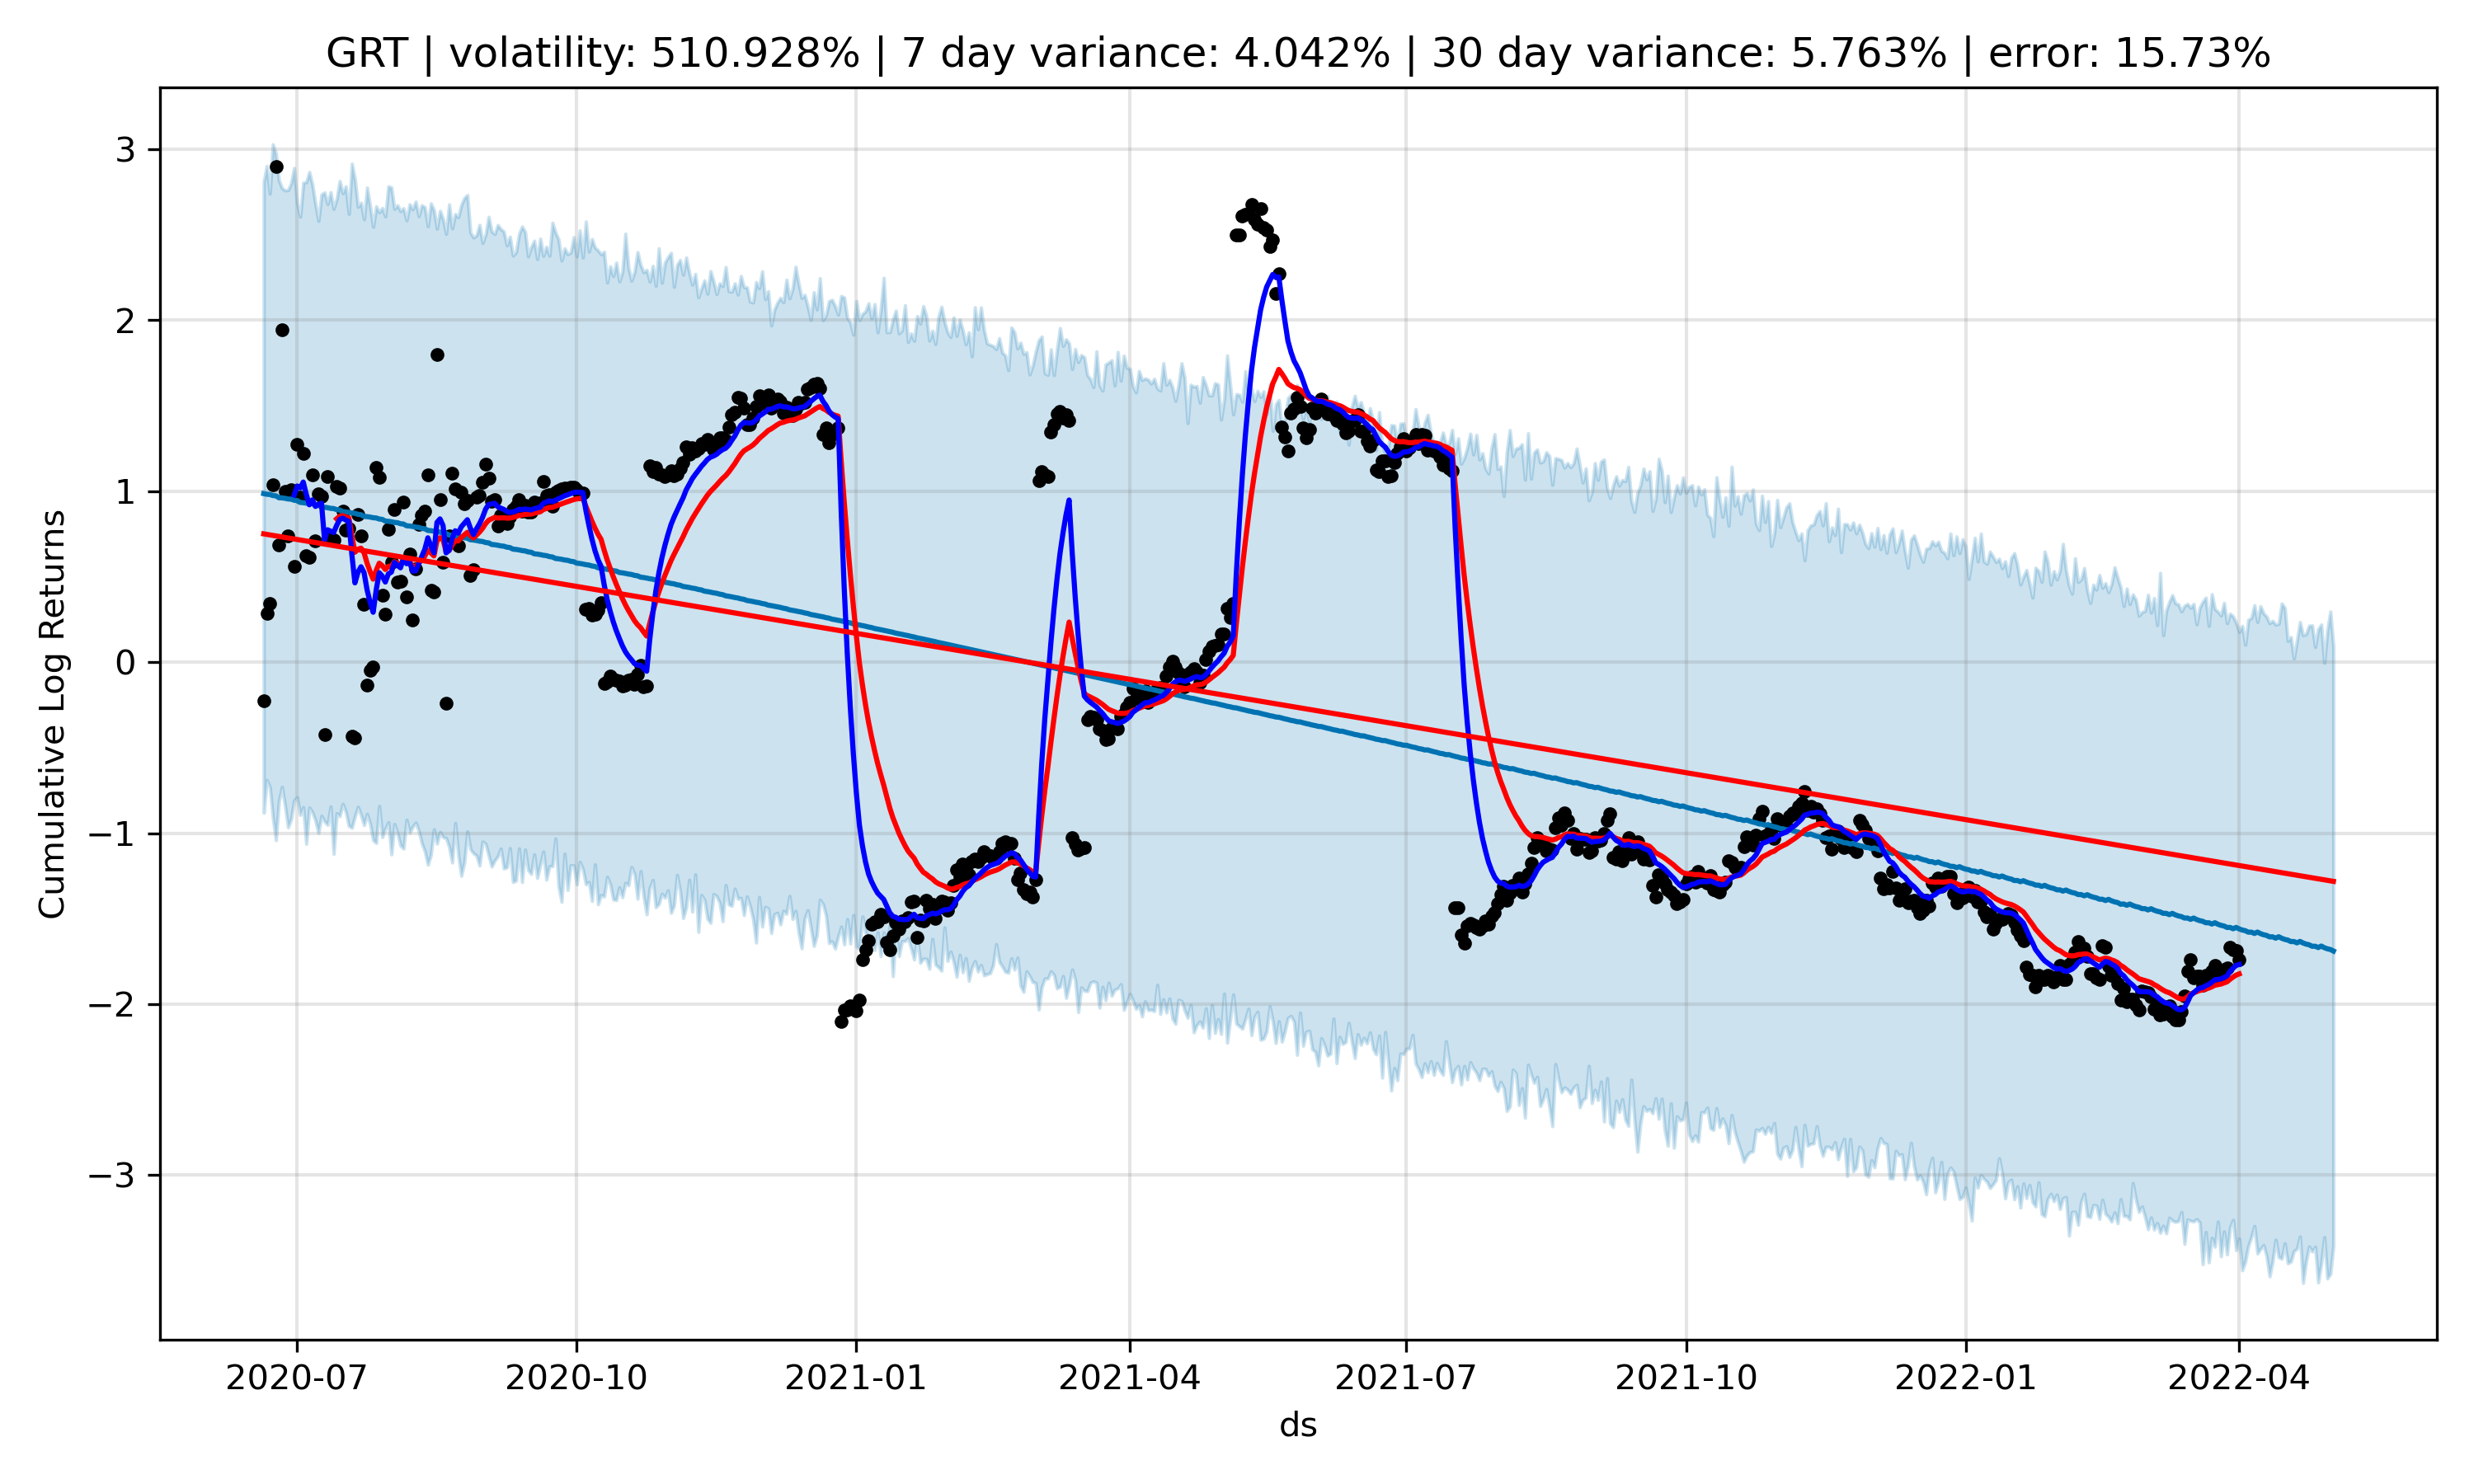 GRT | volatility: 510.928% | 7 day variance: 4.042% | 30 day variance: 5.763% | error: 15.73%
Cumulative Log Returns
3
2
1
0
−1
−2
−3
2020-07 2020-10 2021-01 2021-04 2021-07 2021-10 2022-01 2022-04
ds